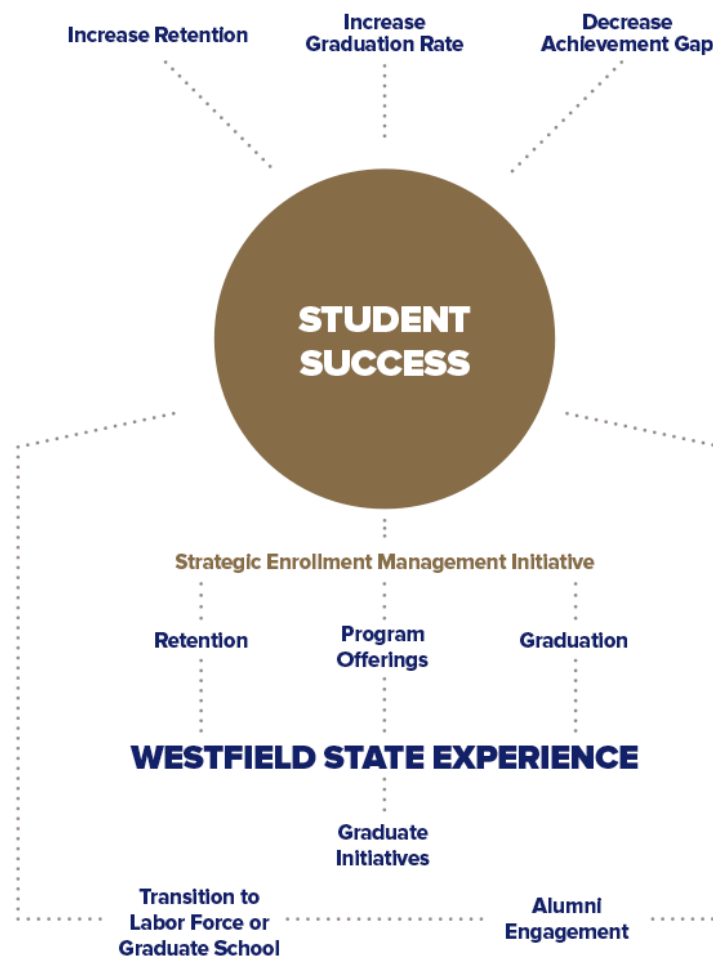 Increase Retention
Increase
Graduation Rate
Decrease
Achievement Gap
STUDENT
SUCCESS
Strategic Enrollment Management Initiative
Retention
Program
Offerings
Graduation
WESTFIELD STATE EXPERIENCE
Graduate
Initiatives
Transition to
Labor Force or
Graduate School
Alumni
Engagement